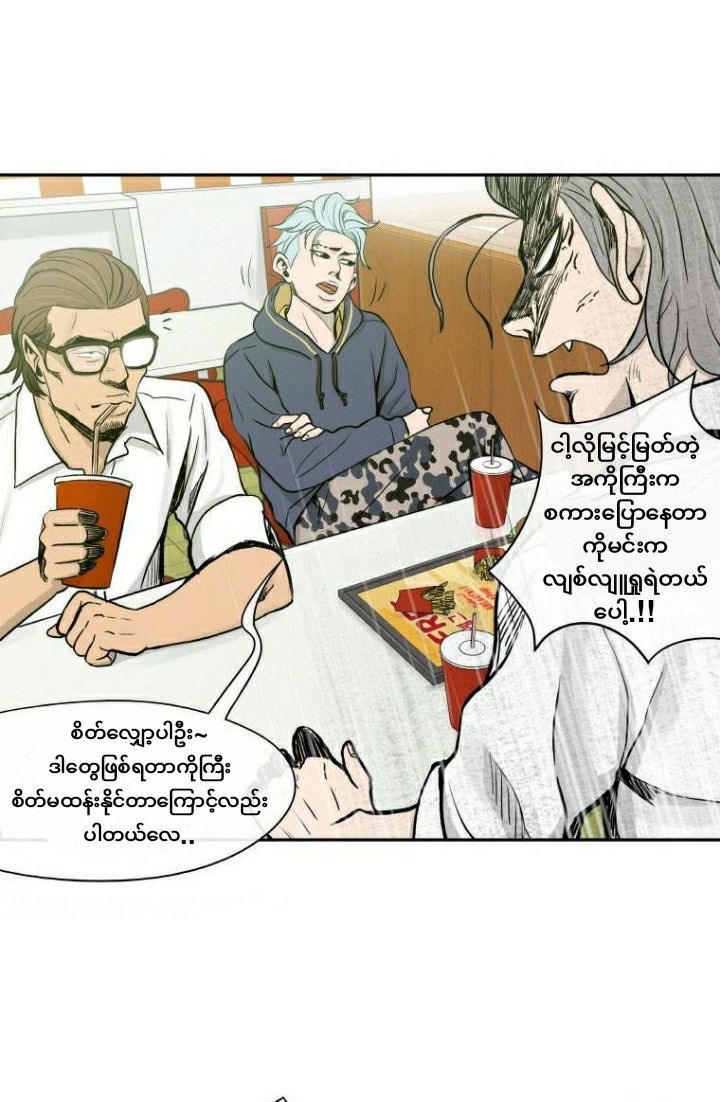 ငါ့လိုမြင့်မြတ်တဲ့
အကိုကြီးက
စကားပြောနေတာ
ကိုမင်းက
လျစ်လျူရှုရဲတယ်
ပေါ့.!!
စိတ်လျှော့ပါဦး~
ဒါတွေဖြစ်ရတာကိုကြီး
စိတ်မထန်းနိုင်တာကြောင့်လည်း
ပါတယ်လေ..